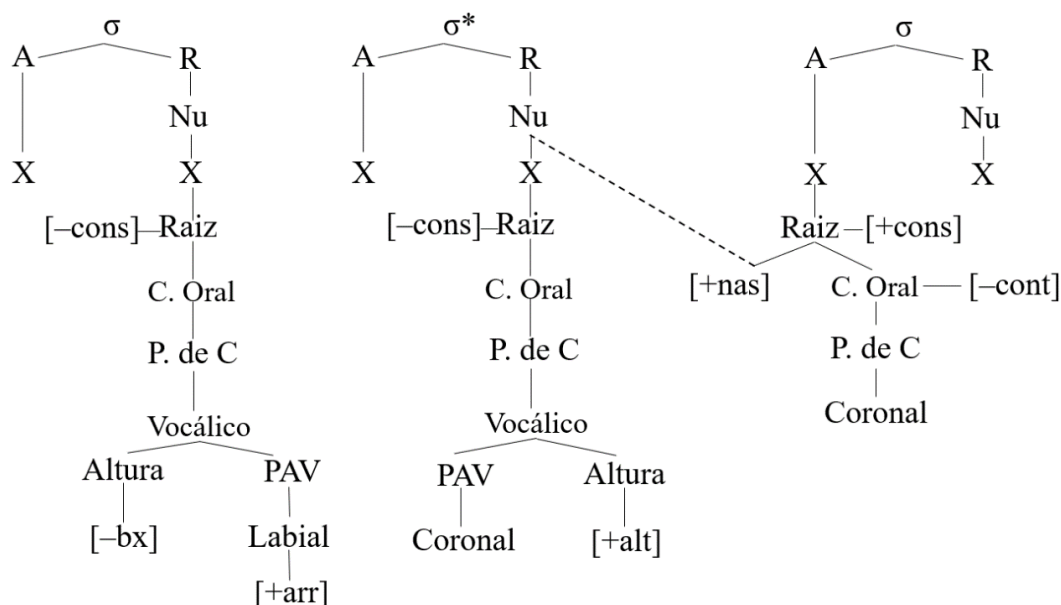 σ σ* σ
A R A R A R
Nu Nu Nu
X X X X X X
[–cons] Raiz [–cons] Raiz Raiz [+cons]
C. Oral C. Oral [+nas] C. Oral [–cont]
P. de C P. de C P. de C
Vocálico Vocálico Coronal
Altura PAV PAV Altura
[–bx] Labial Coronal [+alt]
[+arr]